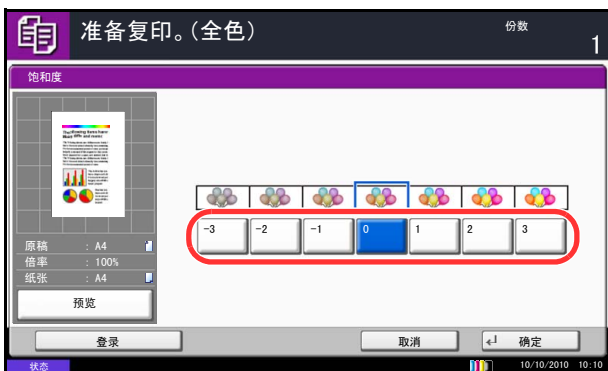 准备复印。(全色)
份数
1
饱和度
-3 -2 -1 0 1 2 3
原稿 : A4
倍率 : 100%
纸张 : A4
预览
登录 取消 确定
状态 10/10/2010 10:10